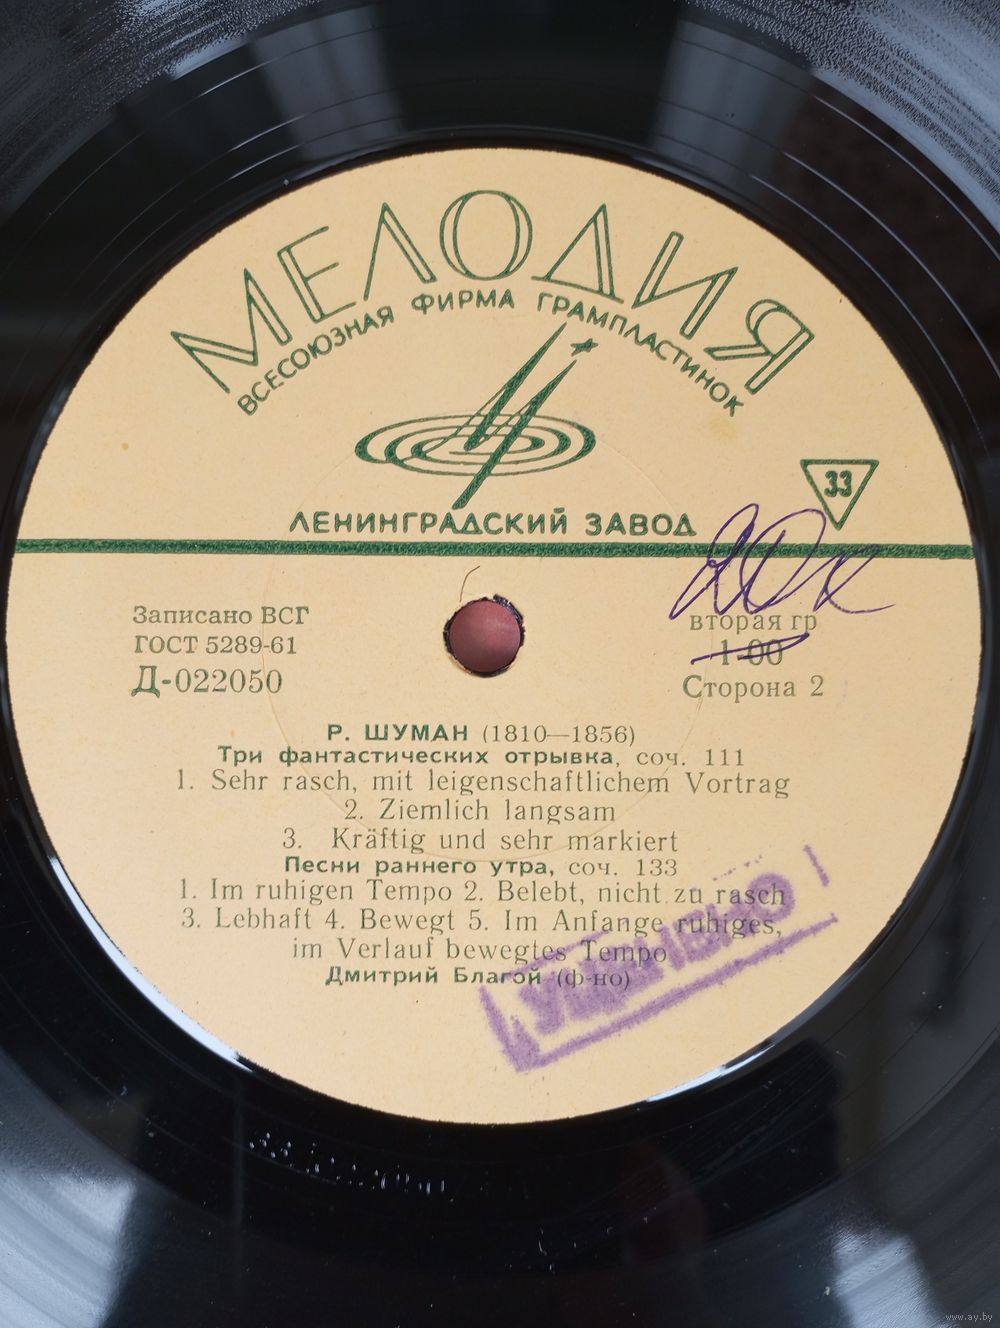 МЕЛОДИЯ
ВСЕСОЮЗНАЯ ФИРМА ГРАМПЛАСТИНОК
33
ЛЕНИНГРАДСКИЙ ЗАВОД
Записано ВСГ
ГОСТ 5289-61
Д-022050
вторая гр
1-00
Сторона 2
Р. ШУМАН (1810—1856)
Три фантастических отрывка, соч. 111
1. Sehr rasch, mit leigenschaftlichem Vortrag
2. Ziemlich langsam
3. Kräftig und sehr markiert
Песни раннего утра, соч. 133
1. Im ruhigen Tempo 2. Belebt, nicht zu rasch
3. Lebhaft 4. Bewegt 5. Im Anfange ruhiges,
im Verlauf bewegtes Tempo
Дмитрий Благой (ф-но)
www.ay.by